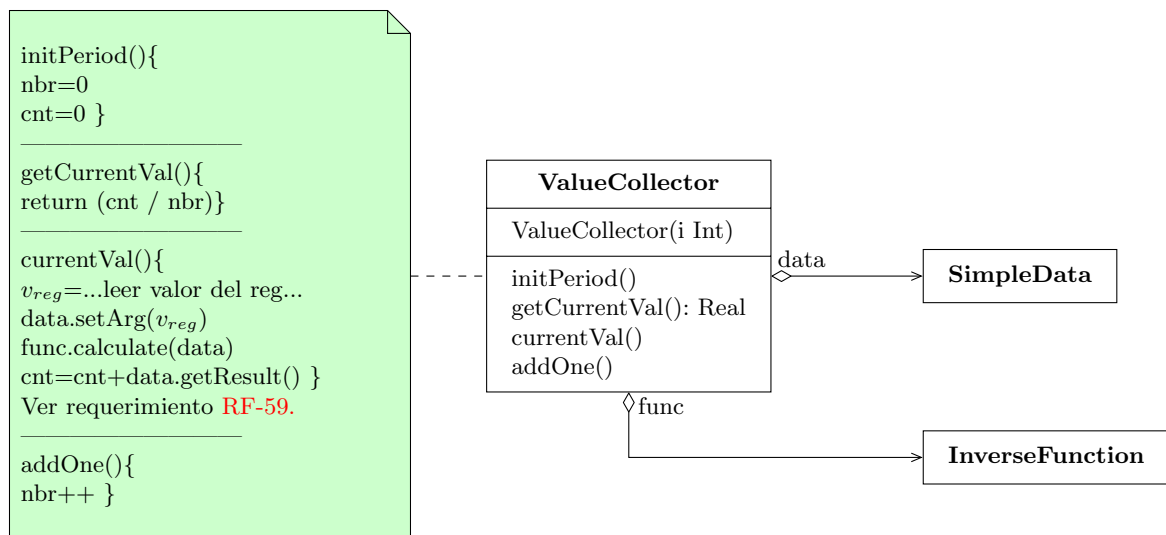 initPeriod(){
nbr=0
cnt=0 }
getCurrentVal(){
return (cnt / nbr)}
currentVal(){
v_reg=...leer valor del reg...
data.setArg(v_reg)
func.calculate(data)
cnt=cnt+data.getResult() }
Ver requerimiento RF-59.
addOne(){
nbr++ }
ValueCollector
ValueCollector(i Int)
initPeriod()
getCurrentVal(): Real
currentVal()
addOne()
data
SimpleData
func
InverseFunction